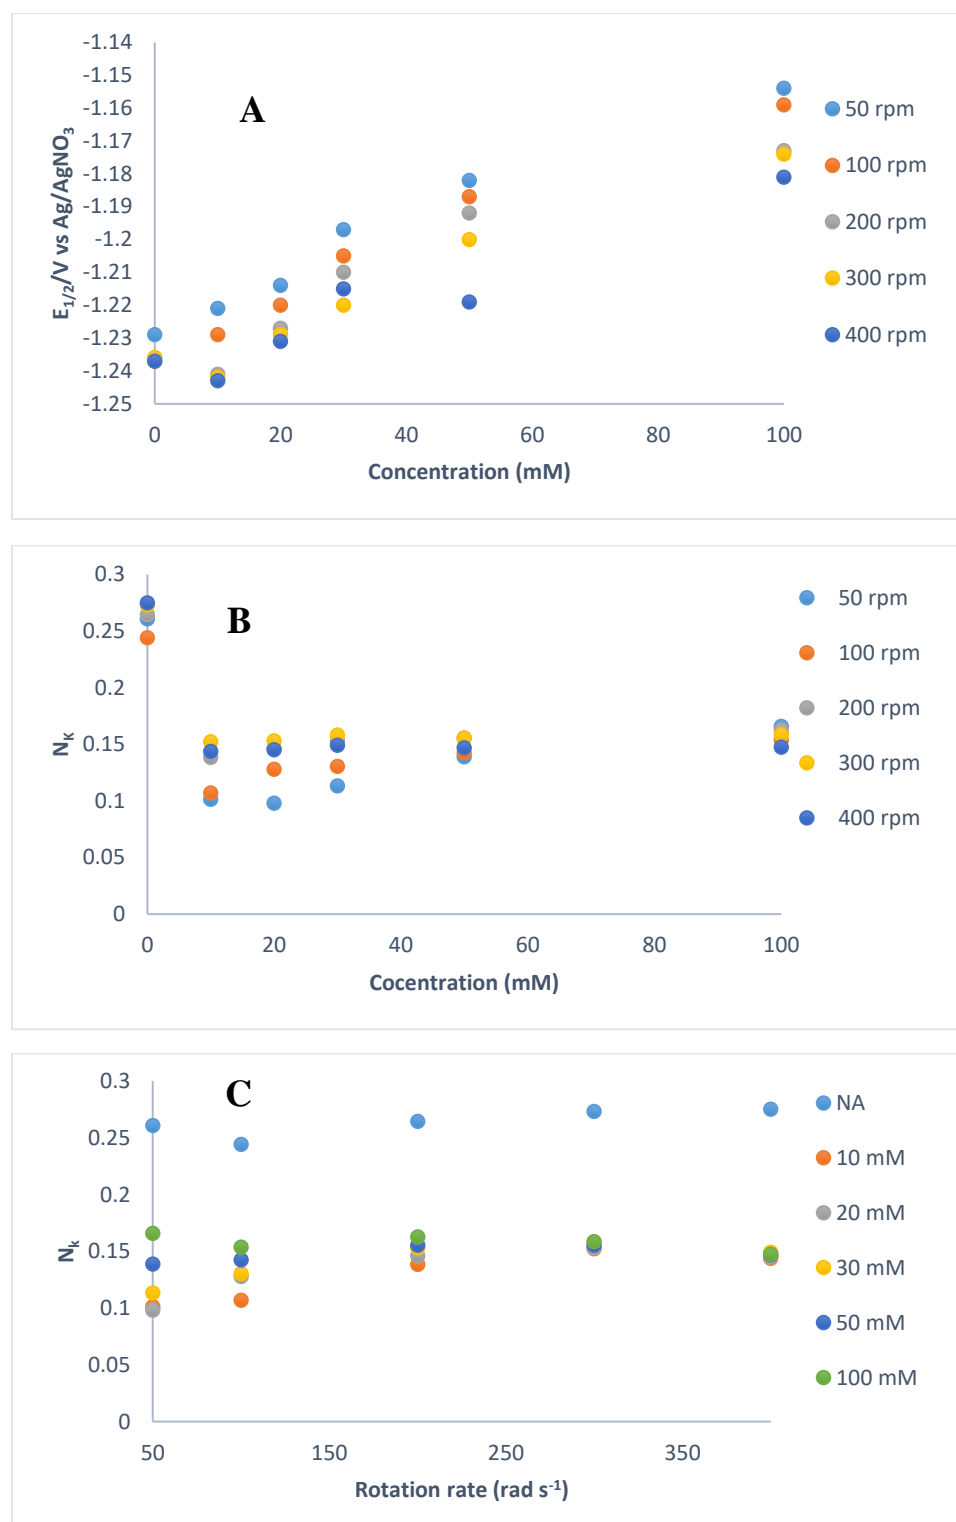 -1.14
-1.15
-1.16
-1.17
-1.18
-1.19
-1.2
-1.21
-1.22
-1.23
-1.24
-1.25
E1/2/V vs Ag/AgNO3
A
50 rpm
100 rpm
200 rpm
300 rpm
400 rpm
0 20 40 60 80 100
Concentration (mM)
0.3
0.25
0.2
0.15
0.1
0.05
0
NK
B
50 rpm
100 rpm
200 rpm
300 rpm
400 rpm
0 20 40 60 80 100
Cocentration (mM)
0.3
0.25
0.2
0.15
0.1
0.05
0
Nk
C
NA
10 mM
20 mM
30 mM
50 mM
100 mM
50 150 250 350
Rotation rate (rad s-1)